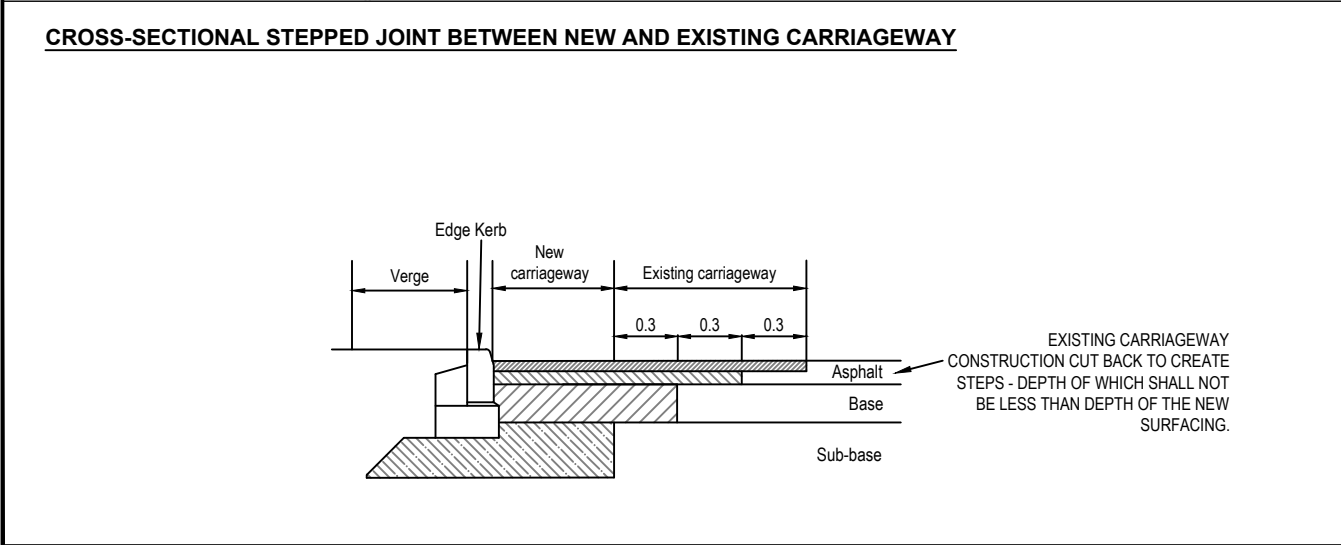 CROSS-SECTIONAL STEPPED JOINT BETWEEN NEW AND EXISTING CARRIAGEWAY
Edge Kerb
Verge
New
carriageway
Existing carriageway
0.3
0.3
0.3
Asphalt
Base
Sub-base
EXISTING CARRIAGEWAY
CONSTRUCTION CUT BACK TO CREATE
STEPS - DEPTH OF WHICH SHALL NOT
BE LESS THAN DEPTH OF THE NEW
SURFACING.